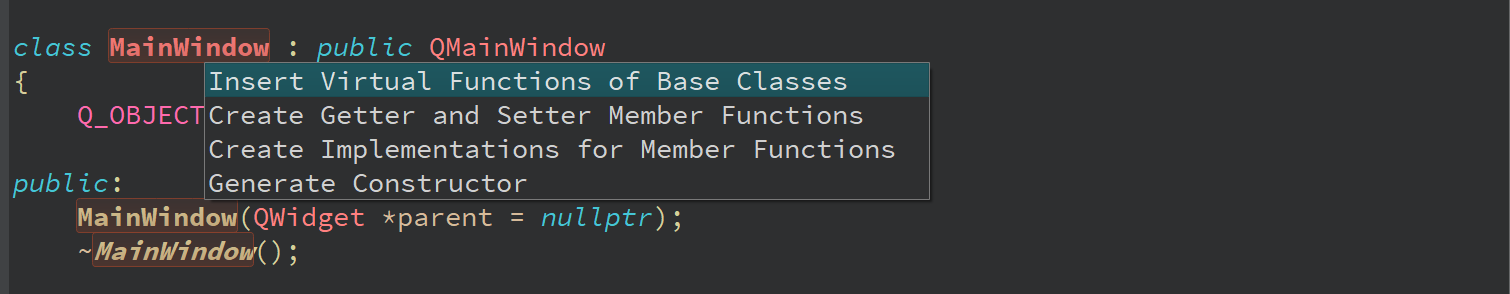 class MainWindow : public QMainWindow
{
Insert Virtual Functions of Base Classes
Q_OBJECT
Create Getter and Setter Member Functions
Create Implementations for Member Functions
public:
Generate Constructor
MainWindow(QWidget *parent = nullptr);
~MainWindow();